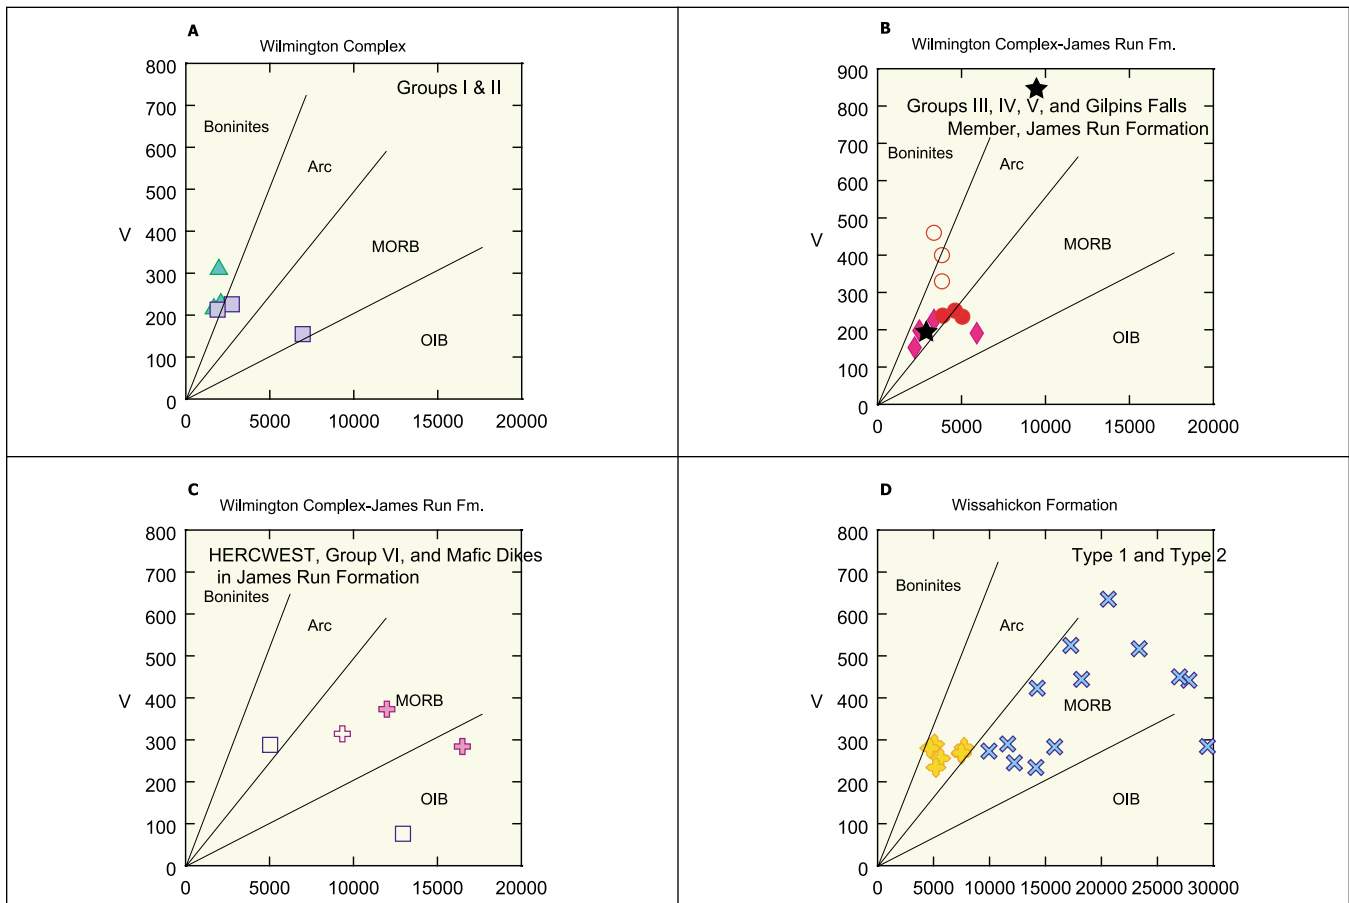 A
Wilmington Complex
800
700
600
500
400
300
200
100
0
V
Groups I & II
Boninites
Arc
MORB
OIB
0 5000 10000 15000 20000
B
Wilmington Complex-James Run Fm.
900
800
700
600
500
400
300
200
100
0
V
Groups III, IV, V, and Gilpins Falls
Member, James Run Formation
Boninites
Arc
MORB
OIB
0 5000 10000 15000 20000
C
Wilmington Complex-James Run Fm.
800
700
600
500
400
300
200
100
0
V
HERCWEST, Group VI, and Mafic Dikes
in James Run Formation
Boninites
Arc
MORB
OIB
0 5000 10000 15000 20000
D
Wissahickon Formation
800
700
600
500
400
300
200
100
0
V
Type 1 and Type 2
Boninites
Arc
MORB
OIB
0 5000 10000 15000 20000 25000 30000